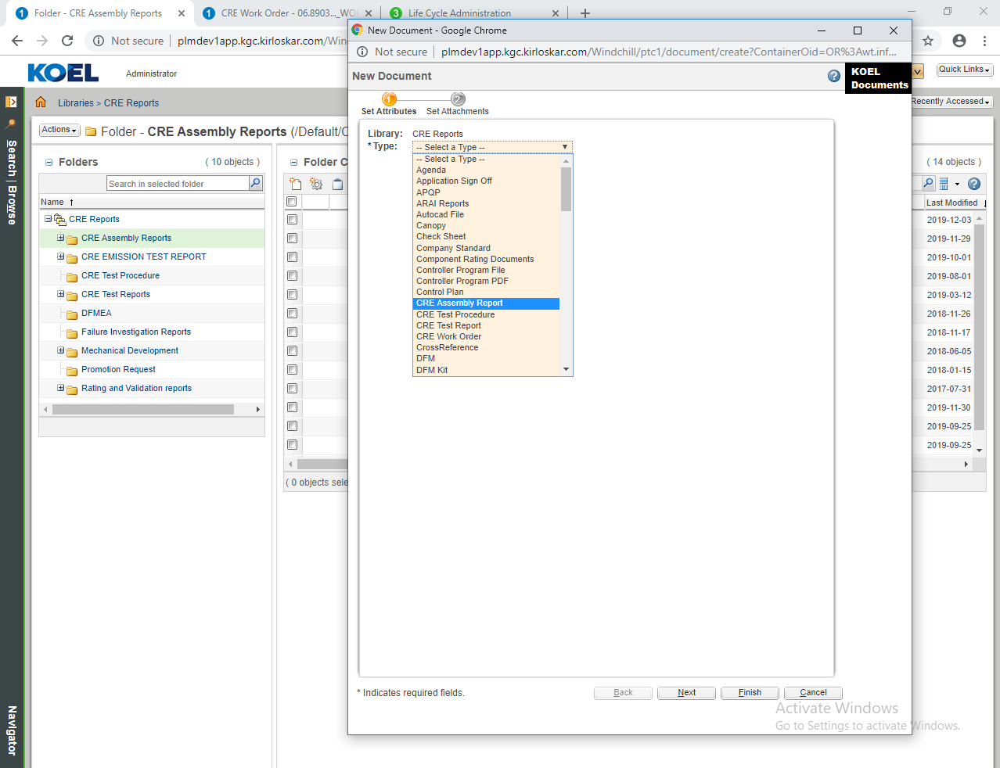 Folder - CRE Assembly Reports
CRE Work Order - 06.8903..._WO
Life Cycle Administration
Not secure
plmdev1app.kgc.kirloskar.com/Win
New Document - Google Chrome
Not secure
plmdev1app.kgc.kirloskar.com/Windchill/ptc1/document/create?ContainerOid=OR%3Awt.inf...
KOEL
Administrator
New Document
KOEL
Documents
Quick Links
Libraries > CRE Reports
Recently Accessed
1
2
Set Attributes
Set Attachments
Actions
Folder - CRE Assembly Reports (/Default/C
Library:
CRE Reports
* Type:
-- Select a Type --
-- Select a Type --
Agenda
Application Sign Off
APQP
ARAI Reports
Autocad File
Canopy
Check Sheet
Company Standard
Component Rating Documents
Controller Program File
Controller Program PDF
Control Plan
CRE Assembly Report
CRE Test Procedure
CRE Test Report
CRE Work Order
CrossReference
DFM
DFM Kit
Search | Browse
Folders
( 10 objects )
Search in selected folder
Name
CRE Reports
CRE Assembly Reports
CRE EMISSION TEST REPORT
CRE Test Procedure
CRE Test Reports
DFMEA
Failure Investigation Reports
Mechanical Development
Promotion Request
Rating and Validation reports
Folder C
( 14 objects )
Last Modified
2019-12-03
2019-11-29
2019-10-01
2019-08-01
2019-03-12
2018-11-26
2018-11-17
2018-06-05
2018-01-15
2017-07-31
2019-11-30
2019-09-25
2019-09-25
( 0 objects sele
* Indicates required fields.
Back
Next
Finish
Cancel
Activate Windows
Go to Settings to activate Windows.
Navigator